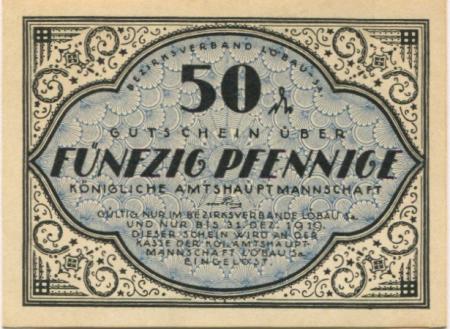 BEZIRKSVERBAND LÖBAU SA.
50 ₰
GUTSCHEIN ÜBER
FÜNFZIG PFENNIGE
KÖNIGLICHE AMTSHAUPTMANNSCHAFT
GÜLTIG NUR IM BEZIRKSVERBANDE LÖBAU Sa.
UND NUR BIS 31. DEZ. 1919.
DIESER SCHEIN WIRD AN DER
KASSE DER KGL. AMTSHAUPT-
MANNSCHAFT LÖBAU Sa.
EINGELÖST